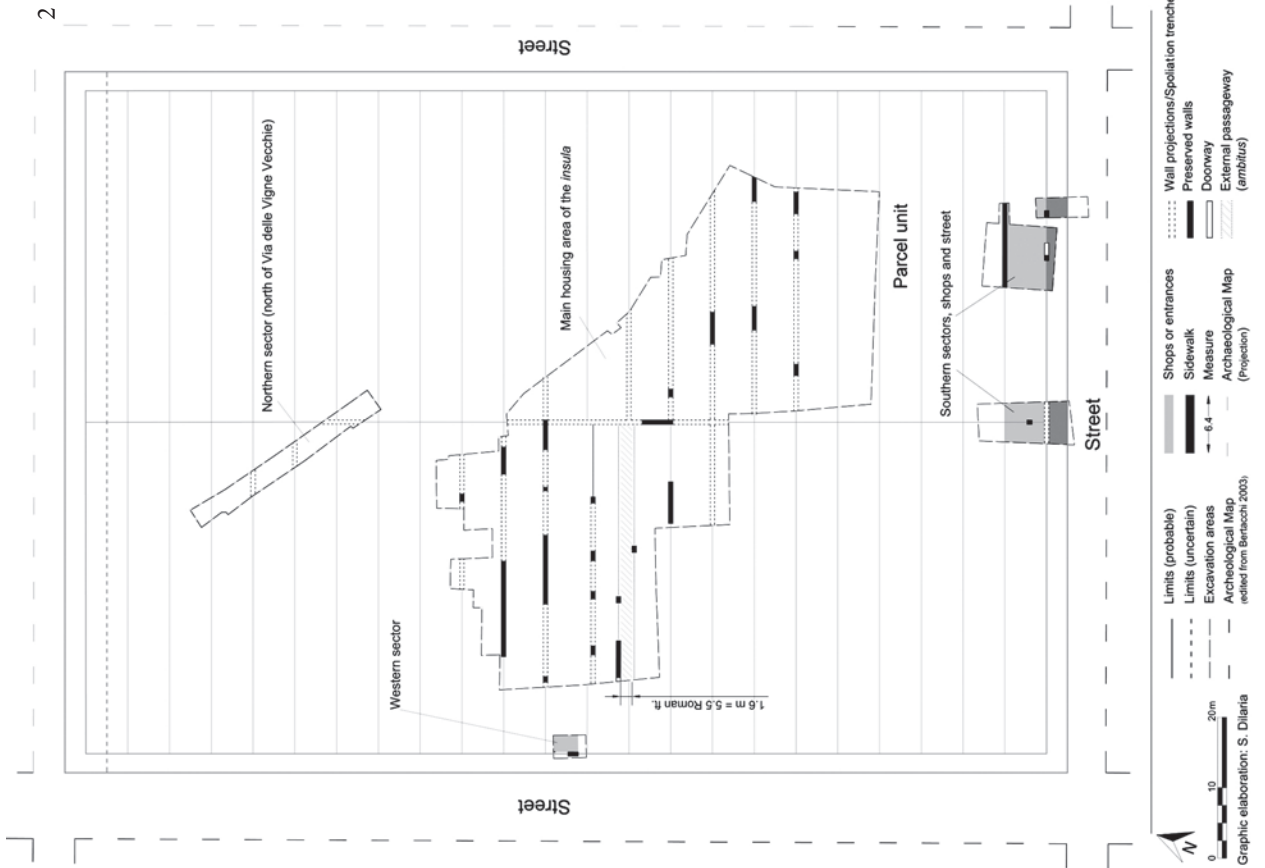 2
Street
Northern sector (north of Via delle Vigne Vecchie)
Main housing area of the insula
Western sector
1.6 m = 5.5 Roman ft.
Parcel unit
Southern sectors, shops and street
Street
Street
Limits (probable)
Limits (uncertain)
Excavation areas
Archeological Map
(edited from Bertacchi 2003)
Shops or entrances
Sidewalk
6.4 Measure
Archaeological Map
(Projection)
Wall projections/Spoliation trenche
Preserved walls
Doorway
External passageway
(ambitus)
N
0 10 20m
Graphic elaboration: S. Dilaria